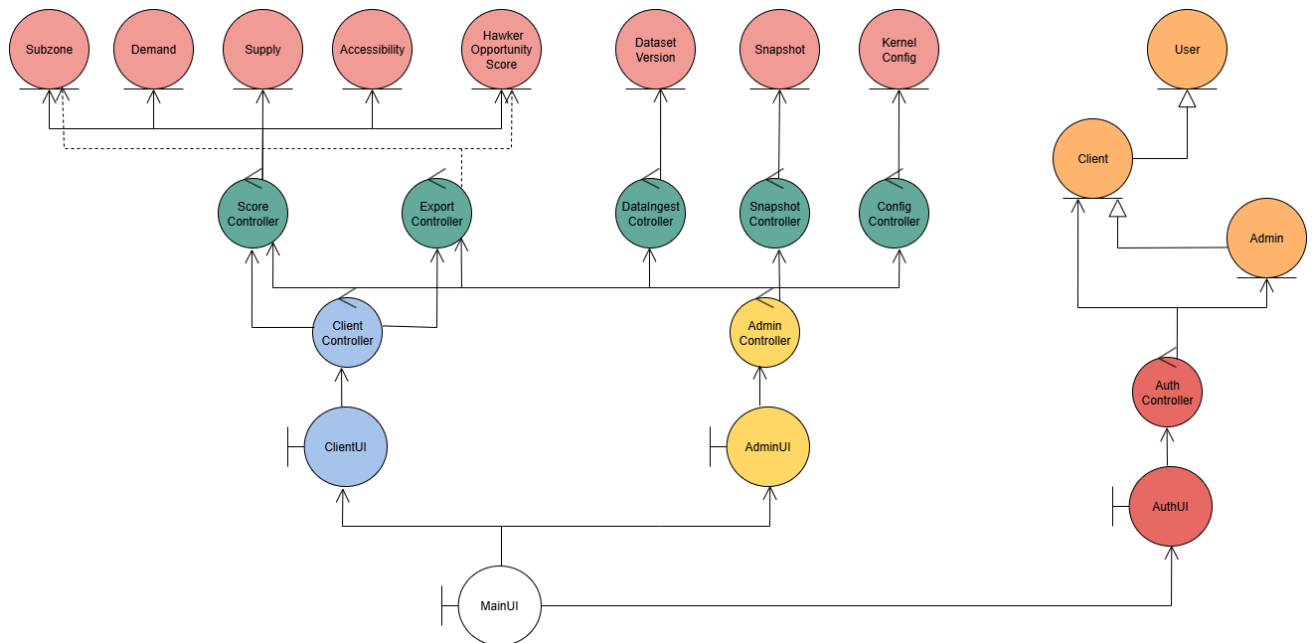 Subzone
Demand
Supply
Accessibility
Hawker
Opportunity
Score
Dataset
Version
Snapshot
Kernel
Config
User
Client
Admin
Score
Controller
Export
Controller
DataIngest
Cotroller
Snapshot
Controller
Config
Controller
Client
Controller
Admin
Controller
Auth
Controller
ClientUI
AdminUI
AuthUI
MainUI